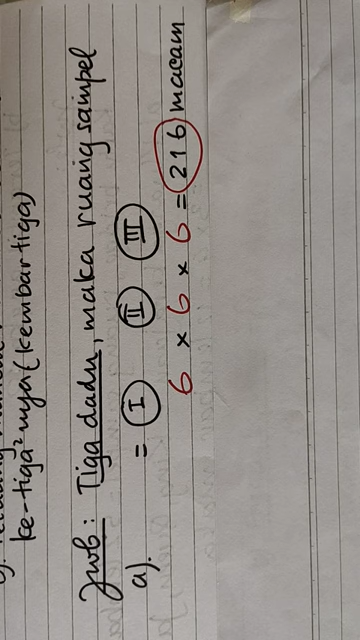 ke-tiga²nya (kembar tiga)
Jwb: Tiga dadu, maka ruang sampel
a). = I II III
6 × 6 × 6 = 216 macam